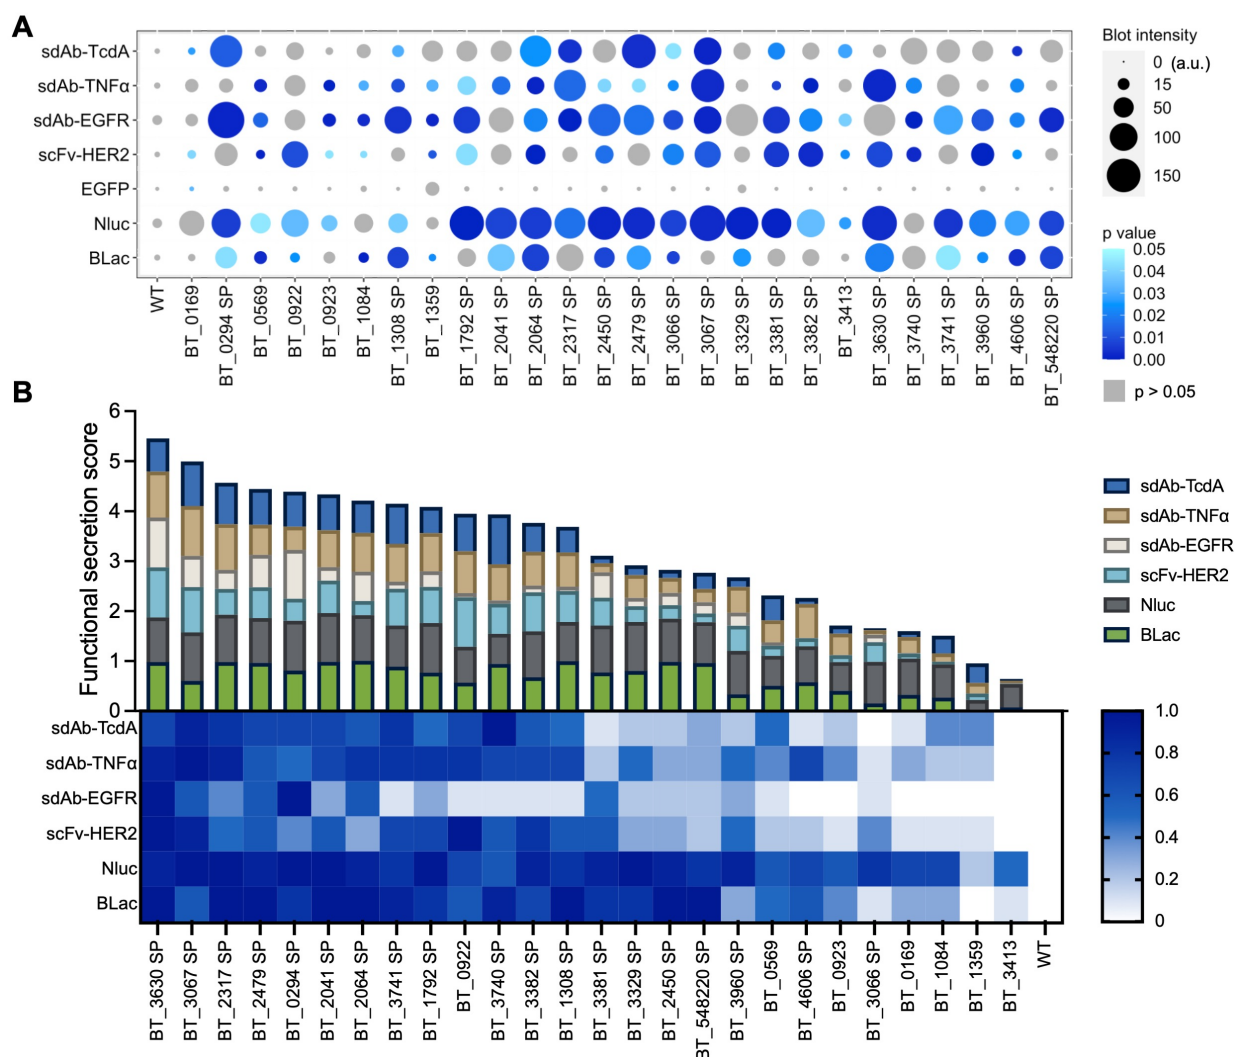 A
sdAb-TcdA
sdAb-TNFα
sdAb-EGFR
scFv-HER2
EGFP
Nluc
BLac
WT
BT_0169
BT_0294 SP
BT_0569
BT_0922
BT_0923
BT_1084
BT_1308 SP
BT_1359
BT_1792 SP
BT_2041 SP
BT_2064 SP
BT_2317 SP
BT_2450 SP
BT_2479 SP
BT_3066 SP
BT_3067 SP
BT_3329 SP
BT_3381 SP
BT_3382 SP
BT_3413
BT_3630 SP
BT_3740 SP
BT_3741 SP
BT_3960 SP
BT_4606 SP
BT_548220 SP
Blot intensity
0 (a.u.)
15
50
100
150
p value
0.05
0.04
0.03
0.02
0.01
0.00
p > 0.05
B
Functional secretion score
6
5
4
3
2
1
0
sdAb-TcdA
sdAb-TNFα
sdAb-EGFR
scFv-HER2
Nluc
BLac
sdAb-TcdA
sdAb-TNFα
sdAb-EGFR
scFv-HER2
Nluc
BLac
1.0
0.8
0.6
0.4
0.2
0
BT_3630 SP
BT_3067 SP
BT_2317 SP
BT_2479 SP
BT_0294 SP
BT_2041 SP
BT_2064 SP
BT_3741 SP
BT_1792 SP
BT_0922
BT_3740 SP
BT_3382 SP
BT_1308 SP
BT_3381 SP
BT_3329 SP
BT_2450 SP
BT_548220 SP
BT_3960 SP
BT_0569
BT_4606 SP
BT_0923
BT_3066 SP
BT_0169
BT_1084
BT_1359
BT_3413
WT